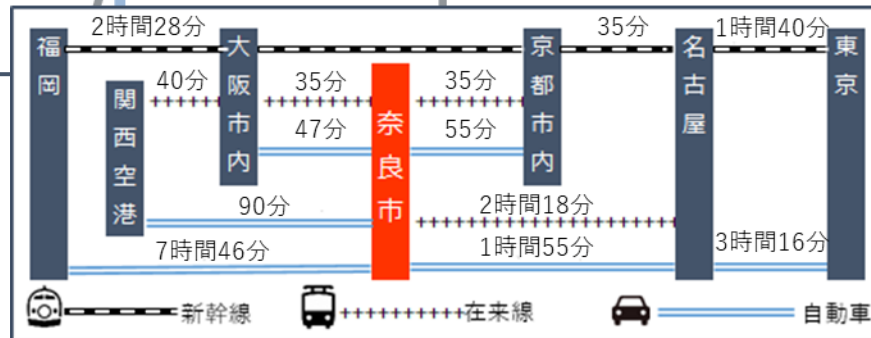 2時間28分
35分
1時間40分
福岡
大阪市内
京都市内
名古屋
東京
40分
35分
35分
関西空港
奈良市
47分
55分
90分
2時間18分
7時間46分
1時間55分
3時間16分
新幹線
在来線
自動車